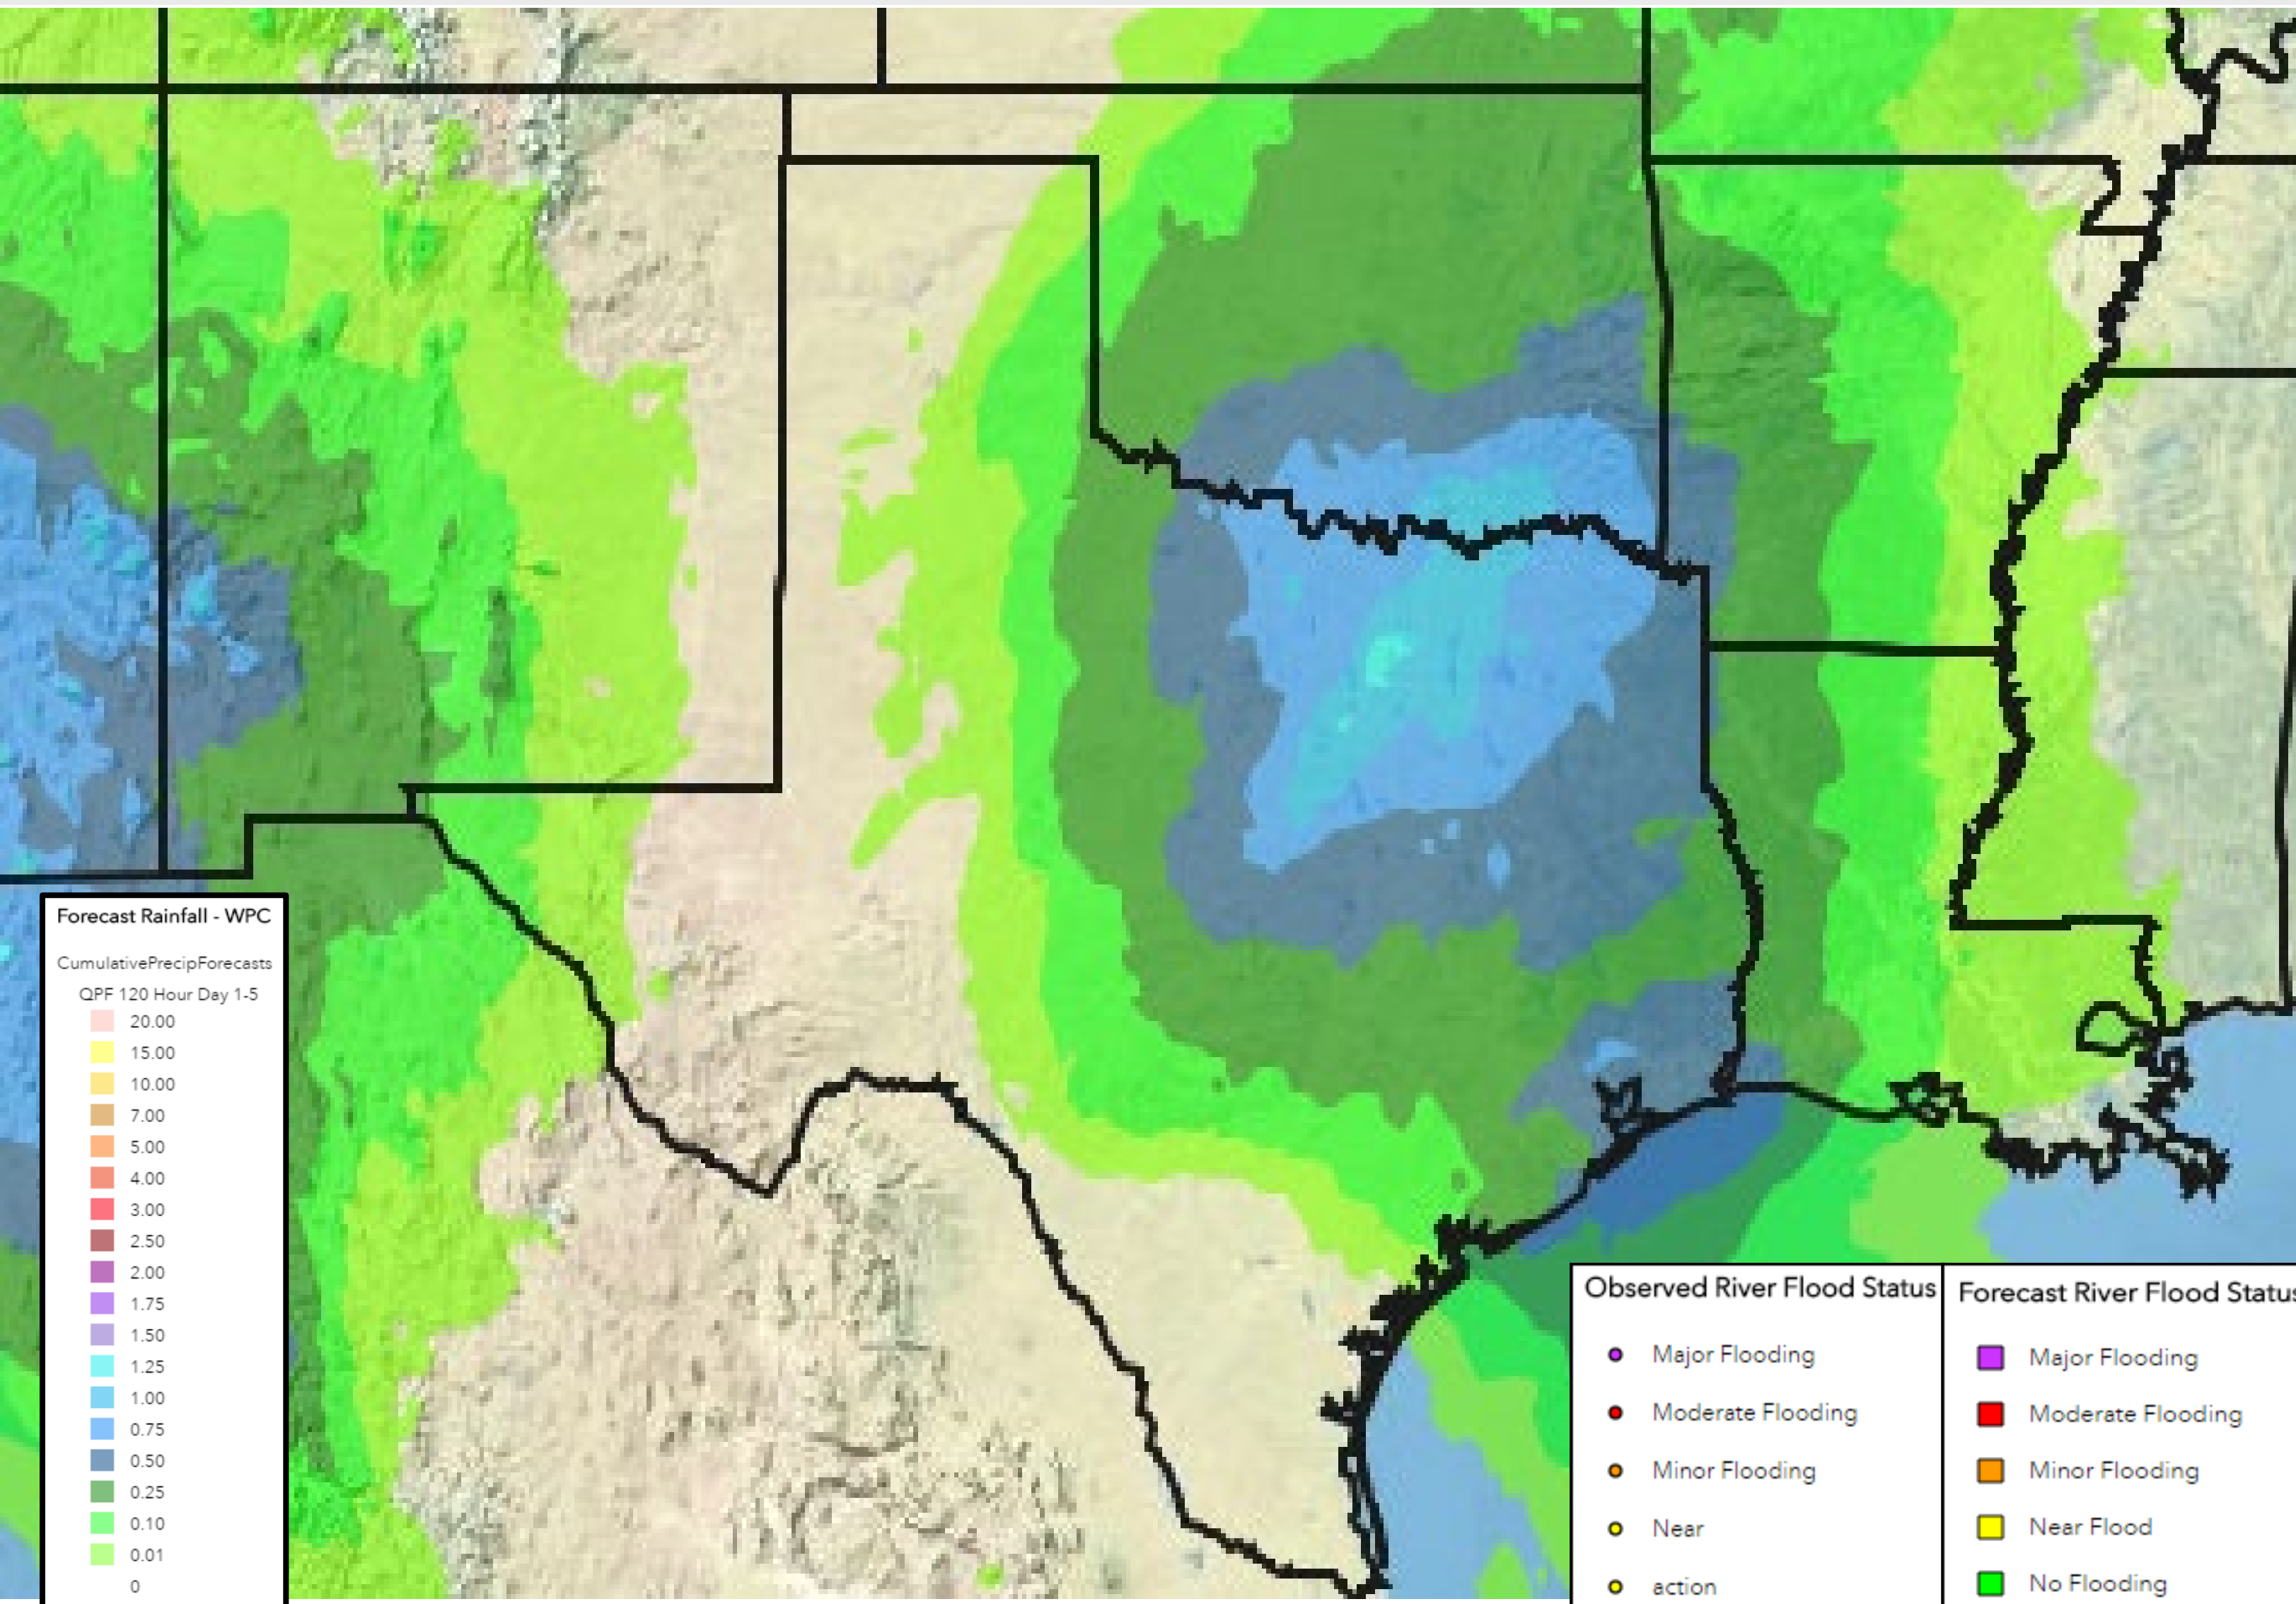 Forecast Rainfall - WPC
CumulativePrecipForecasts
QPF 120 Hour Day 1-5
20.00
15.00
10.00
7.00
5.00
4.00
3.00
2.50
2.00
1.75
1.50
1.25
1.00
0.75
0.50
0.25
0.10
0.01
0
Observed River Flood Status
Major Flooding
Moderate Flooding
Minor Flooding
Near
action
Forecast River Flood Status
Major Flooding
Moderate Flooding
Minor Flooding
Near Flood
No Flooding